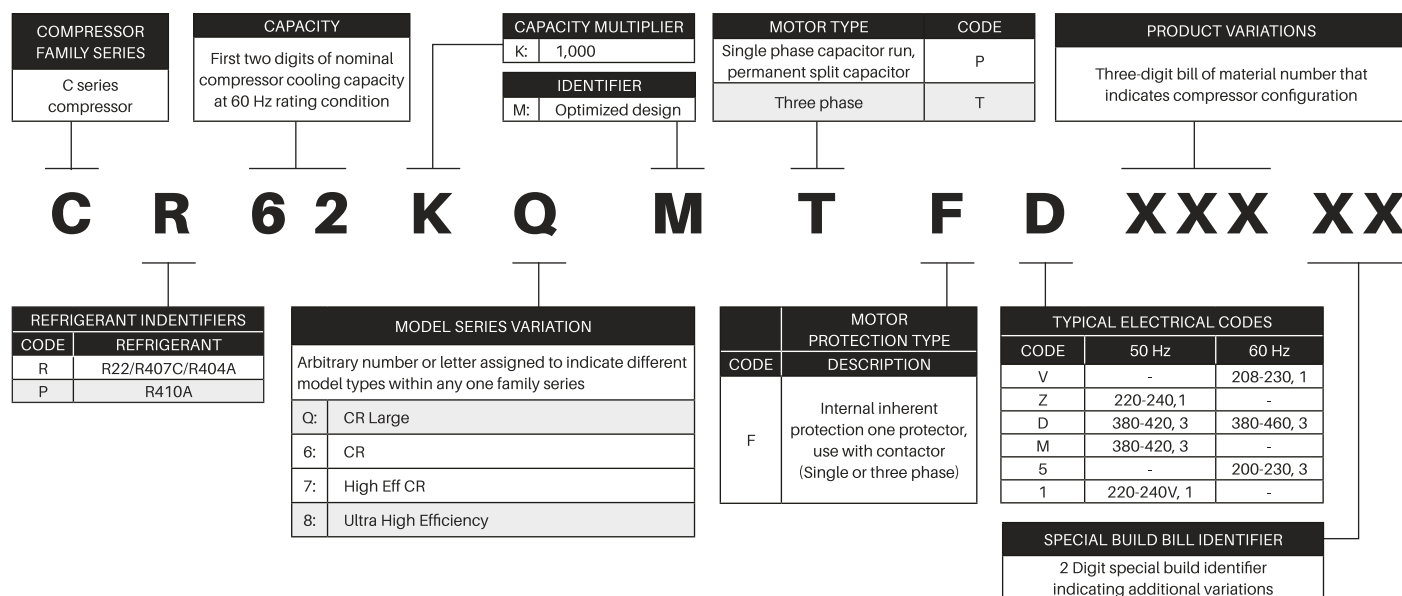 COMPRESSOR
FAMILY SERIES
C series
compressor
CAPACITY
First two digits of nominal
compressor cooling capacity
at 60 Hz rating condition
CAPACITY MULTIPLIER
K: 1,000
IDENTIFIER
M: Optimized design
MOTOR TYPE CODE
Single phase capacitor run,
permanent split capacitor P
Three phase T
PRODUCT VARIATIONS
Three-digit bill of material number that
indicates compressor configuration
C R 6 2 K Q M T F D XXX XX
REFRIGERANT INDENTIFIERS
CODE REFRIGERANT
R R22/R407C/R404A
P R410A
MODEL SERIES VARIATION
Arbitrary number or letter assigned to indicate different
model types within any one family series
Q: CR Large
6: CR
7: High Eff CR
8: Ultra High Efficiency
MOTOR
PROTECTION TYPE
CODE DESCRIPTION
F
Internal inherent
protection one protector,
use with contactor
(Single or three phase)
TYPICAL ELECTRICAL CODES
CODE 50 Hz 60 Hz
V - 208-230, 1
Z 220-240,1 -
D 380-420, 3 380-460, 3
M 380-420, 3 -
5 - 200-230, 3
1 220-240V, 1 -
SPECIAL BUILD BILL IDENTIFIER
2 Digit special build identifier
indicating additional variations